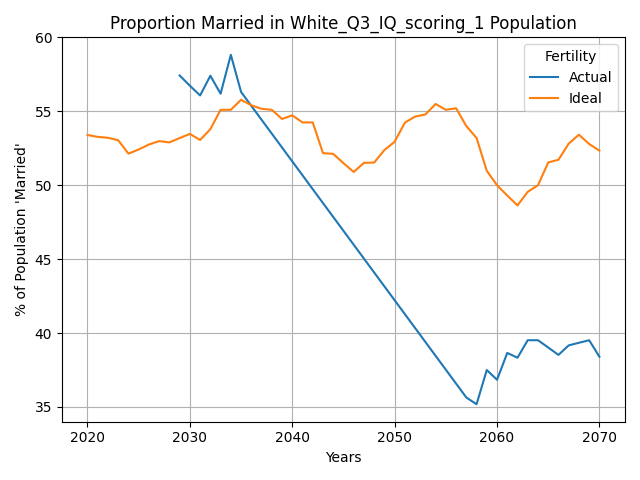 Proportion Married in White_Q3_IQ_scoring_1 Population
% of Population 'Married'
60
55
50
45
40
35
Fertility
Actual
Ideal
2020 2030 2040 2050 2060 2070
Years